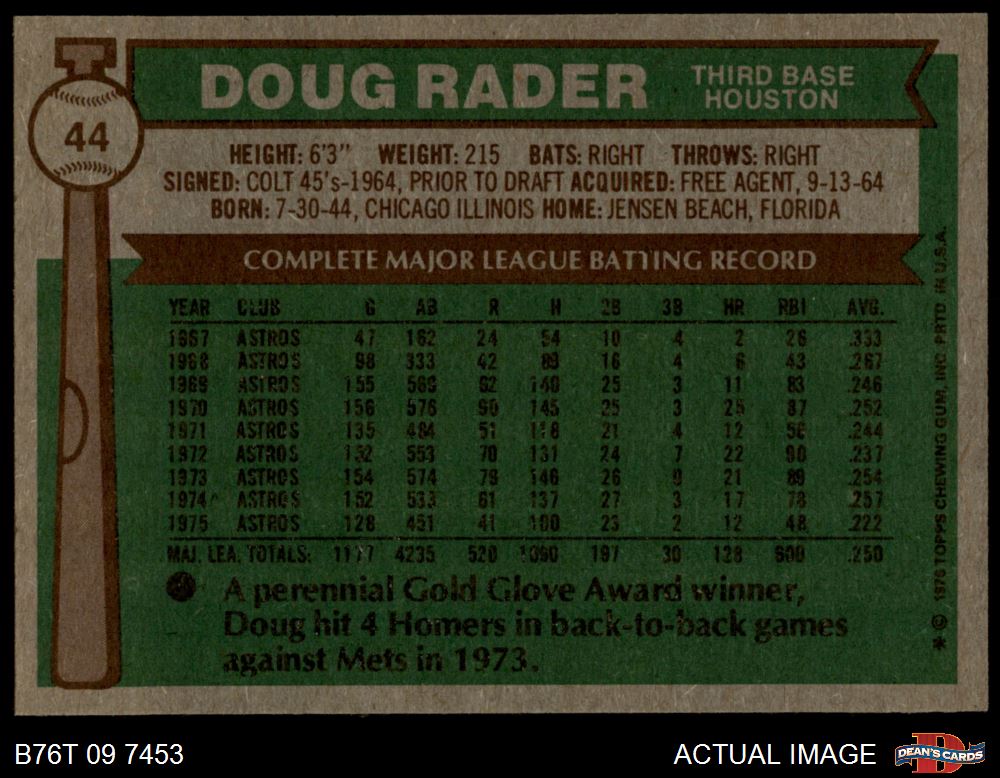 44
DOUG RADER
THIRD BASE
HOUSTON
HEIGHT: 6'3" WEIGHT: 215 BATS: RIGHT THROWS: RIGHT
SIGNED: COLT 45's-1964, PRIOR TO DRAFT ACQUIRED: FREE AGENT, 9-13-64
BORN: 7-30-44, CHICAGO ILLINOIS HOME: JENSEN BEACH, FLORIDA
COMPLETE MAJOR LEAGUE BATTING RECORD
YEAR CLUB G AB R H 2B 3B HR RBI AVG.
1967 ASTROS 47 162 24 54 10 4 2 26 .333
1968 ASTROS 98 333 42 89 16 4 6 43 .267
1969 ASTROS 155 569 62 140 25 3 11 83 .246
1970 ASTROS 156 576 90 145 25 3 25 87 .252
1971 ASTROS 135 484 51 118 21 4 12 56 .244
1972 ASTROS 152 553 70 131 24 7 22 90 .237
1973 ASTROS 154 574 79 146 26 0 21 89 .254
1974 ASTROS 152 533 61 137 27 3 17 78 .257
1975 ASTROS 128 451 41 100 23 2 12 48 .222
MAJ. LEA. TOTALS: 1177 4235 520 1060 197 30 128 600 .250
A perennial Gold Glove Award winner,
Doug hit 4 Homers in back-to-back games
against Mets in 1973.
* © 1976 TOPPS CHEWING GUM, INC. PRTD. IN U.S.A.
B76T 09 7453
ACTUAL IMAGE
DEAN'S CARDS